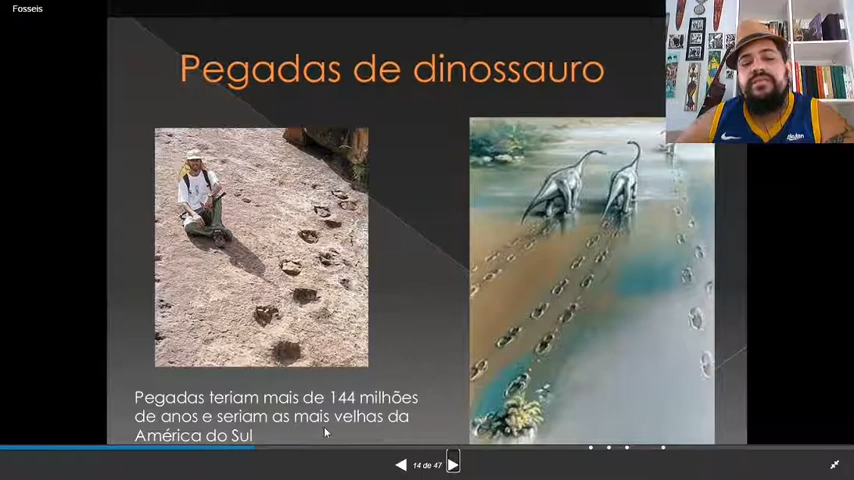 Fosseis
Pegadas de dinossauro
Pegadas teriam mais de 144 milhões
de anos e seriam as mais velhas da
América do Sul
14 de 47